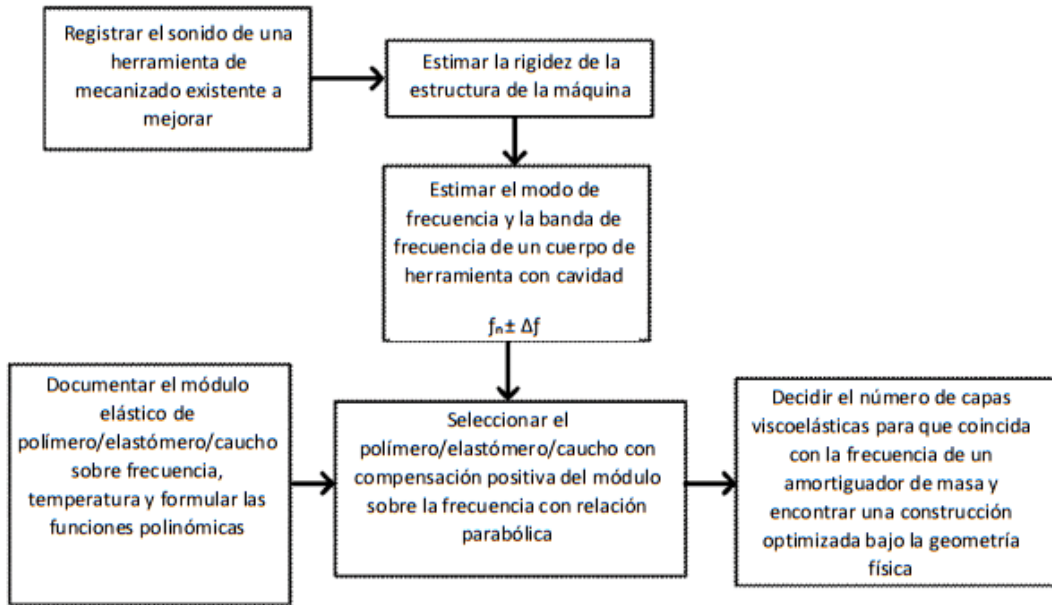 Registrar el sonido de una
herramienta de
mecanizado existente a
mejorar
Estimar la rigidez de la
estructura de la máquina
Estimar el modo de
frecuencia y la banda de
frecuencia de un cuerpo de
herramienta con cavidad
fₙ± Δf
Documentar el módulo
elástico de
polímero/elastómero/caucho
sobre frecuencia,
temperatura y formular las
funciones polinómicas
Seleccionar el
polímero/elastómero/caucho con
compensación positiva del módulo
sobre la frecuencia con relación
parabólica
Decidir el número de capas
viscoelásticas para que coincida
con la frecuencia de un
amortiguador de masa y
encontrar una construcción
optimizada bajo la geometría
física